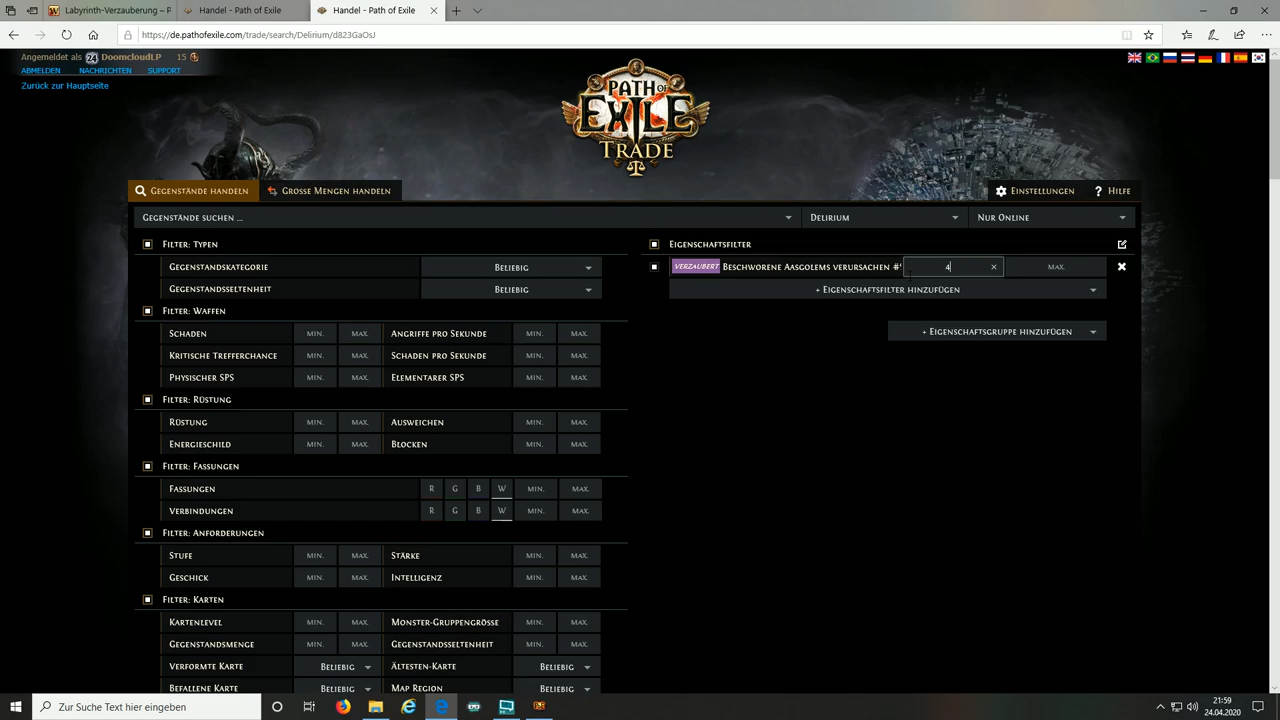 Labyrinth-Verzauberung –
Handel - Path of Exile
Handel - Path of Exile
https://de.pathofexile.com/trade/search/Delirium/d823GaOsJ
Angemeldet als 24 DoomcloudLP 15
ABMELDEN NACHRICHTEN SUPPORT
Zurück zur Hauptseite
PATH OF EXILE TRADE
Gegenstände handeln
Grosse Mengen handeln
Einstellungen
? Hilfe
Gegenstände suchen ...
Delirium
Nur Online
Filter: Typen
Gegenstandskategorie Beliebig
Gegenstandsseltenheit Beliebig
Filter: Waffen
Schaden MIN. MAX. Angriffe pro Sekunde MIN. MAX.
Kritische Trefferchance MIN. MAX. Schaden pro Sekunde MIN. MAX.
Physischer SPS MIN. MAX. Elementarer SPS MIN. MAX.
Filter: Rüstung
Rüstung MIN. MAX. Ausweichen MIN. MAX.
Energieschild MIN. MAX. Blocken MIN. MAX.
Filter: Fassungen
Fassungen R G B W MIN. MAX.
Verbindungen R G B W MIN. MAX.
Filter: Anforderungen
Stufe MIN. MAX. Stärke MIN. MAX.
Geschick MIN. MAX. Intelligenz MIN. MAX.
Filter: Karten
Kartenlevel MIN. MAX. Monster-Gruppengrösse MIN. MAX.
Gegenstandsmenge MIN. MAX. Gegenstandsseltenheit MIN. MAX.
Verformte Karte Beliebig Ältesten-Karte Beliebig
Befallene Karte Beliebig Map Region Beliebig
Eigenschaftsfilter
VERZAUBERT Beschworene Aasgolems verursachen # 4 MAX.
+ Eigenschaftsfilter hinzufügen
+ Eigenschaftsgruppe hinzufügen
Zur Suche Text hier eingeben
21:59
24.04.2020